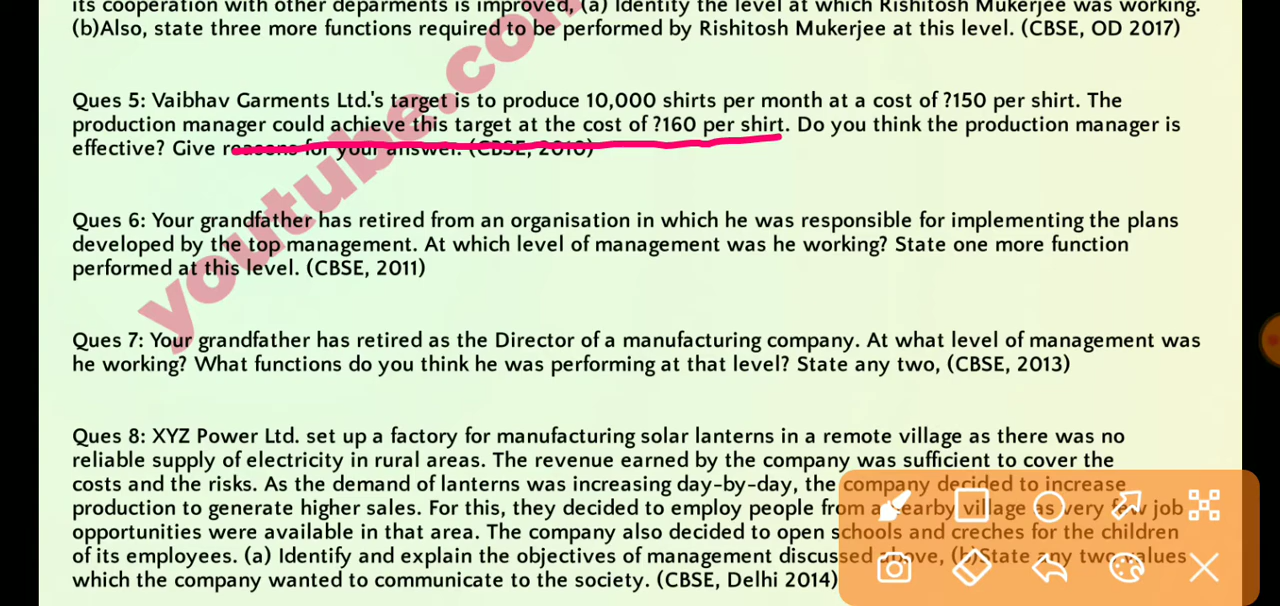 its cooperation with other deparments is improved, (a) Identity the level at which Rishitosh Mukerjee was working.
(b)Also, state three more functions required to be performed by Rishitosh Mukerjee at this level. (CBSE, OD 2017)
Ques 5: Vaibhav Garments Ltd.'s target is to produce 10,000 shirts per month at a cost of ?150 per shirt. The
production manager could achieve this target at the cost of ?160 per shirt. Do you think the production manager is
effective? Give reasons for your answer. (CBSE, 2010)
Ques 6: Your grandfather has retired from an organisation in which he was responsible for implementing the plans
developed by the top management. At which level of management was he working? State one more function
performed at this level. (CBSE, 2011)
Ques 7: Your grandfather has retired as the Director of a manufacturing company. At what level of management was
he working? What functions do you think he was performing at that level? State any two, (CBSE, 2013)
Ques 8: XYZ Power Ltd. set up a factory for manufacturing solar lanterns in a remote village as there was no
reliable supply of electricity in rural areas. The revenue earned by the company was sufficient to cover the
costs and the risks. As the demand of lanterns was increasing day-by-day, the company decided to increase
production to generate higher sales. For this, they decided to employ people from a nearby village as very few job
opportunities were available in that area. The company also decided to open schools and creches for the children
of its employees. (a) Identify and explain the objectives of management discussed above, (b)State any two values
which the company wanted to communicate to the society. (CBSE, Delhi 2014)
youtube.com